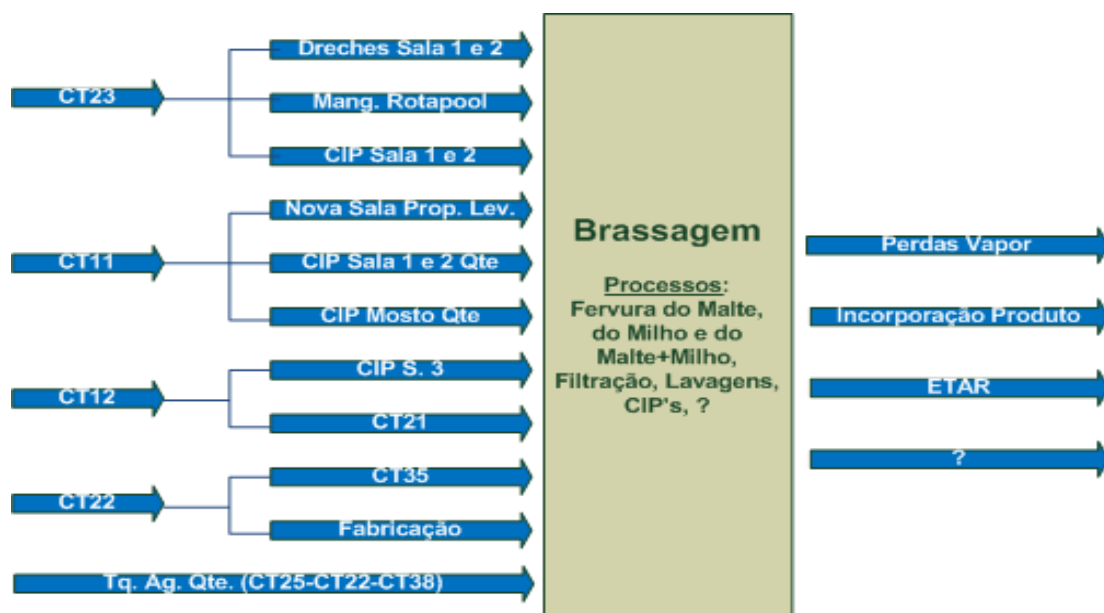 CT23
Dreches Sala 1 e 2
Mang. Rotapool
CIP Sala 1 e 2
CT11
Nova Sala Prop. Lev.
CIP Sala 1 e 2 Qte
CIP Mosto Qte
CT12
CIP S. 3
CT21
CT22
CT35
Fabricação
Tq. Ag. Qte. (CT25-CT22-CT38)
Brassagem
Processos:
Fervura do Malte,
do Milho e do
Malte+Milho,
Filtração, Lavagens,
CIP's, ?
Perdas Vapor
Incorporação Produto
ETAR
?